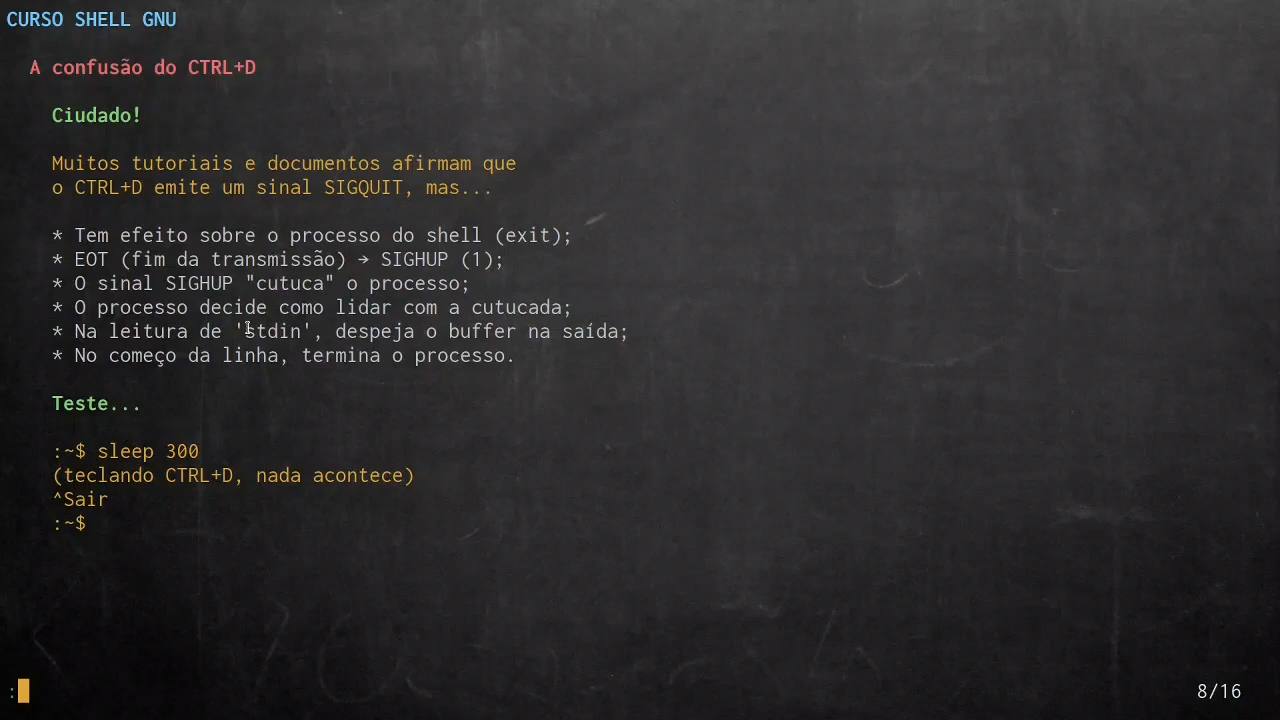 CURSO SHELL GNU
A confusão do CTRL+D
Ciudado!
Muitos tutoriais e documentos afirmam que
o CTRL+D emite um sinal SIGQUIT, mas...
* Tem efeito sobre o processo do shell (exit);
* EOT (fim da transmissão) → SIGHUP (1);
* O sinal SIGHUP "cutuca" o processo;
* O processo decide como lidar com a cutucada;
* Na leitura de 'stdin', despeja o buffer na saída;
* No começo da linha, termina o processo.
Teste...
:~$ sleep 300
(teclando CTRL+D, nada acontece)
^Sair
:~$
:
8/16